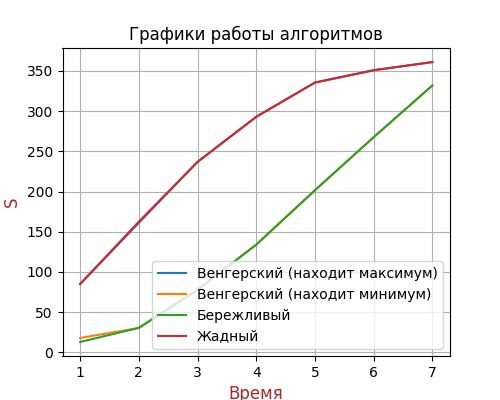 Графики работы алгоритмов
350
300
250
200
150
100
50
0
S
Венгерский (находит максимум)
Венгерский (находит минимум)
Бережливый
Жадный
1 2 3 4 5 6 7
Время